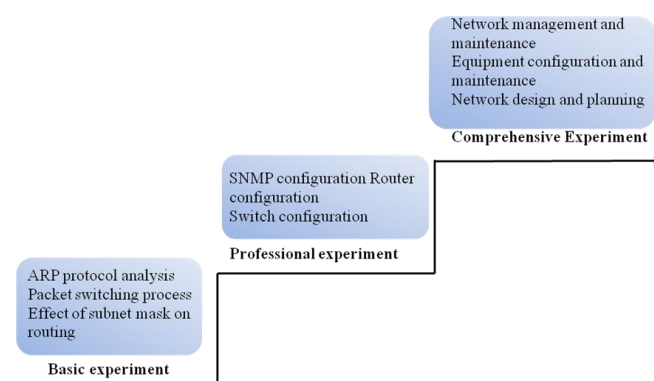 Network management and
maintenance
Equipment configuration and
maintenance
Network design and planning
Comprehensive Experiment
SNMP configuration Router
configuration
Switch configuration
Professional experiment
ARP protocol analysis
Packet switching process
Effect of subnet mask on
routing
Basic experiment